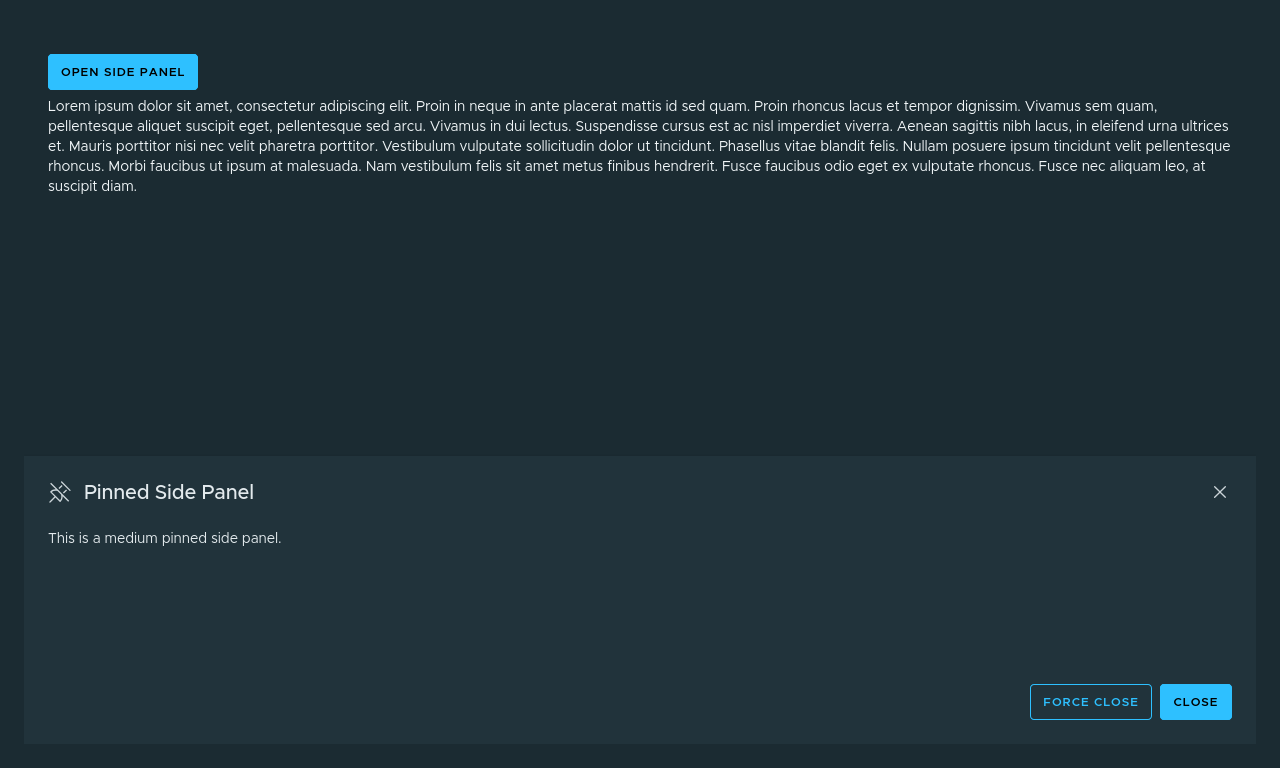 OPEN SIDE PANEL
Lorem ipsum dolor sit amet, consectetur adipiscing elit. Proin in neque in ante placerat mattis id sed quam. Proin rhoncus lacus et tempor dignissim. Vivamus sem quam,
pellentesque aliquet suscipit eget, pellentesque sed arcu. Vivamus in dui lectus. Suspendisse cursus est ac nisl imperdiet viverra. Aenean sagittis nibh lacus, in eleifend urna ultrices
et. Mauris porttitor nisi nec velit pharetra porttitor. Vestibulum vulputate sollicitudin dolor ut tincidunt. Phasellus vitae blandit felis. Nullam posuere ipsum tincidunt velit pellentesque
rhoncus. Morbi faucibus ut ipsum at malesuada. Nam vestibulum felis sit amet metus finibus hendrerit. Fusce faucibus odio eget ex vulputate rhoncus. Fusce nec aliquam leo, at
suscipit diam.
Pinned Side Panel
This is a medium pinned side panel.
FORCE CLOSE
CLOSE